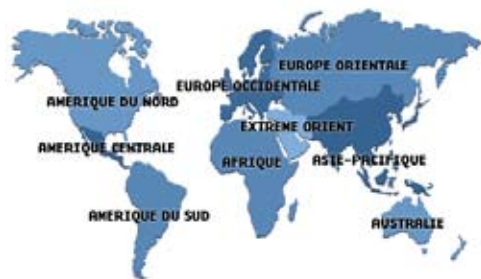 EUROPE ORIENTALE
EUROPE OCCIDENTALE
AMERIQUE DU NORD
EXTREME ORIENT
AMERIQUE CENTRALE
AFRIQUE
ASIE-PACIFIQUE
AMERIQUE DU SUD
AUSTRALIE